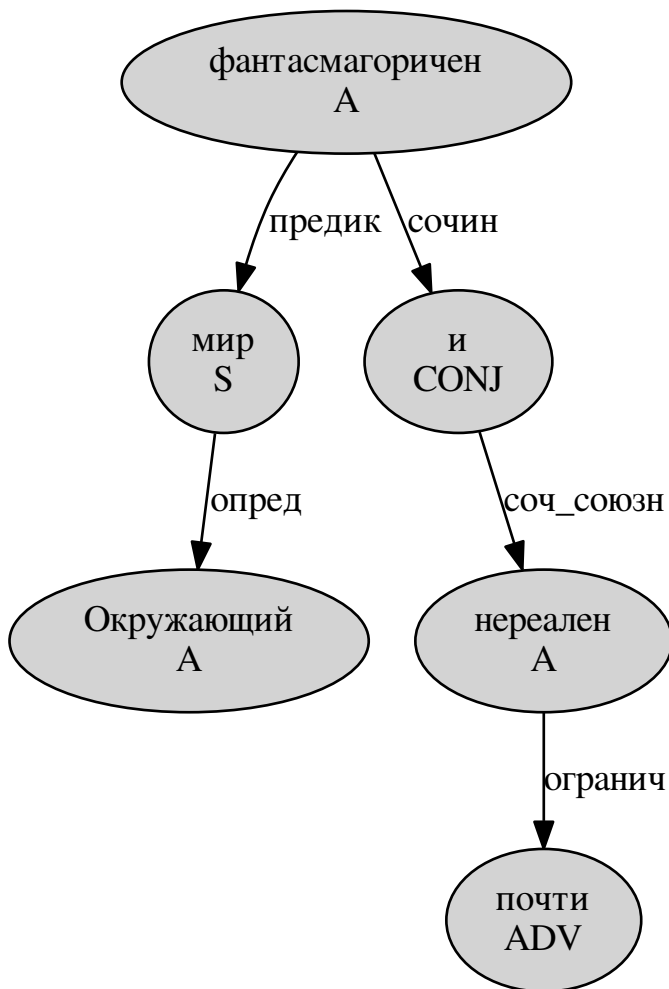 фантасмагоричен
A
предик
сочин
мир
S
и
CONJ
опред
соч_союзн
Окружающий
A
нереален
A
огранич
почти
ADV